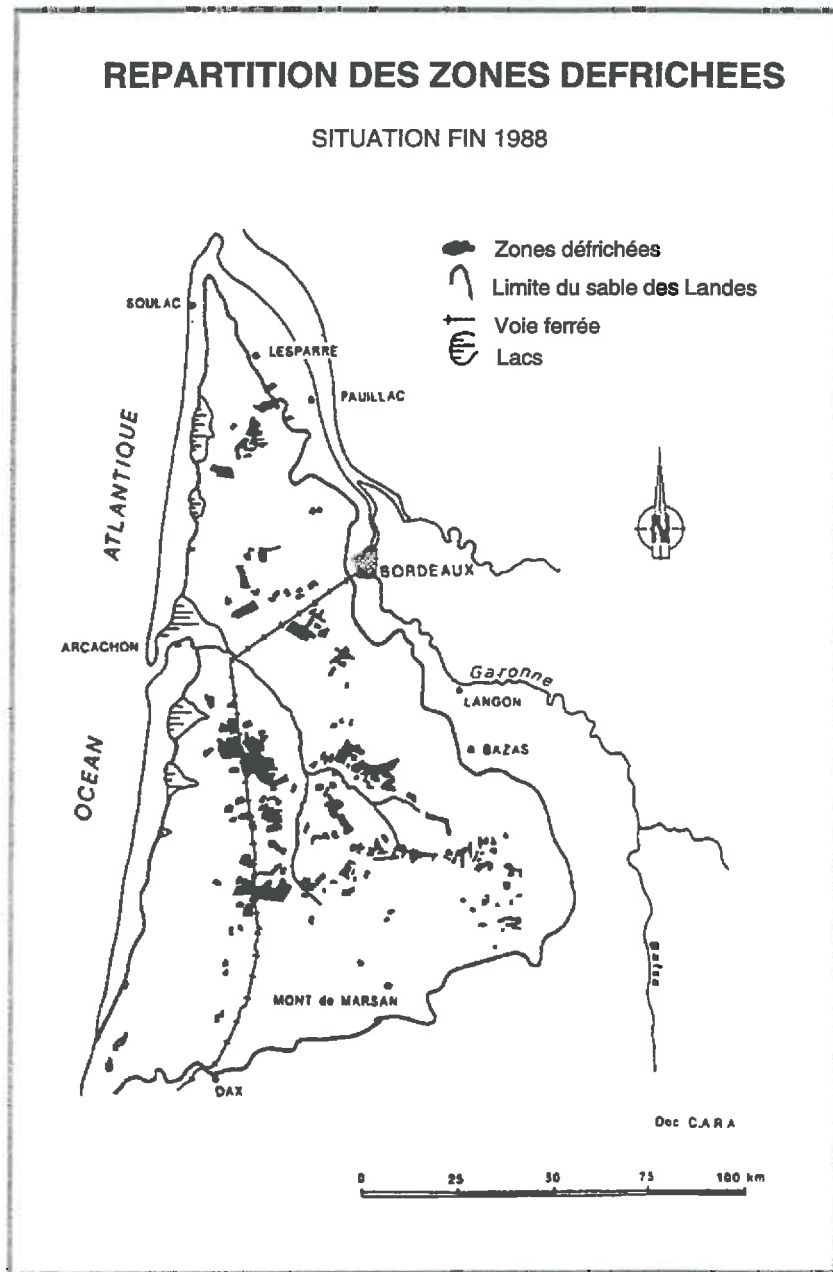 REPARTITION DES ZONES DEFRICHEES
SITUATION FIN 1988
Zones défrichées
Limite du sable des Landes
Voie ferrée
Lacs
SOULAC
LESPARRE
PAUILLAC
ATLANTIQUE
N
BORDEAUX
ARCACHON
Garonne
LANGON
BAZAS
OCEAN
MONT de MARSAN
DAX
Doc C.A.R.A
0 25 50 75 100 km